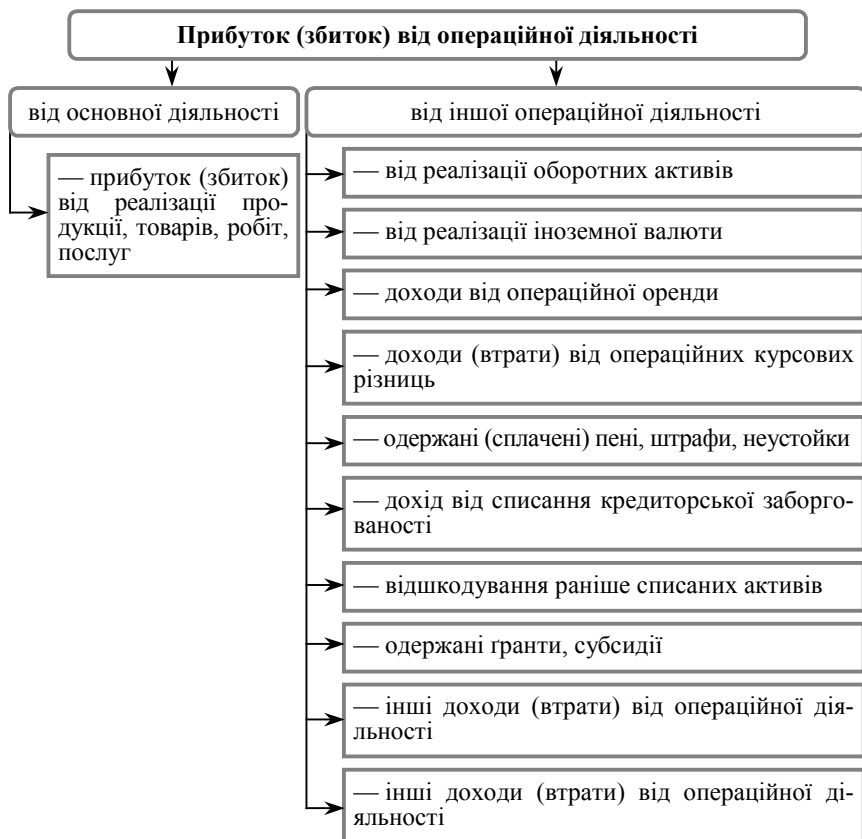 Прибуток (збиток) від операційної діяльності
від основної діяльності
від іншої операційної діяльності
— прибуток (збиток)
від реалізації про-
дукції, товарів, робіт,
послуг
— від реалізації оборотних активів
— від реалізації іноземної валюти
— доходи від операційної оренди
— доходи (втрати) від операційних курсових
різниць
— одержані (сплачені) пені, штрафи, неустойки
— дохід від списання кредиторської заборго-
ваності
— відшкодування раніше списаних активів
— одержані ґранти, субсидії
— інші доходи (втрати) від операційної дія-
льності
— інші доходи (втрати) від операційної ді-
яльності